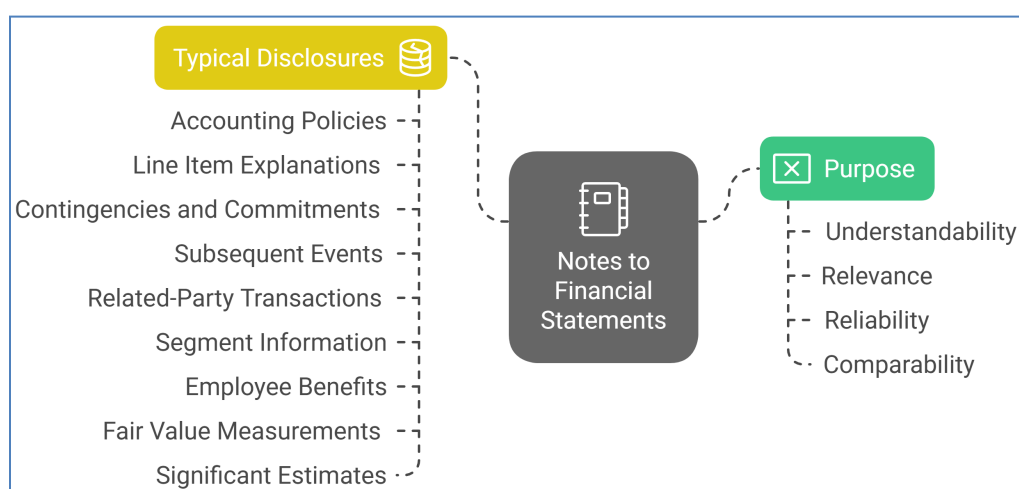 Typical Disclosures
Accounting Policies
Line Item Explanations
Contingencies and Commitments
Subsequent Events
Related-Party Transactions
Segment Information
Employee Benefits
Fair Value Measurements
Significant Estimates
Notes to
Financial
Statements
Purpose
Understandability
Relevance
Reliability
Comparability